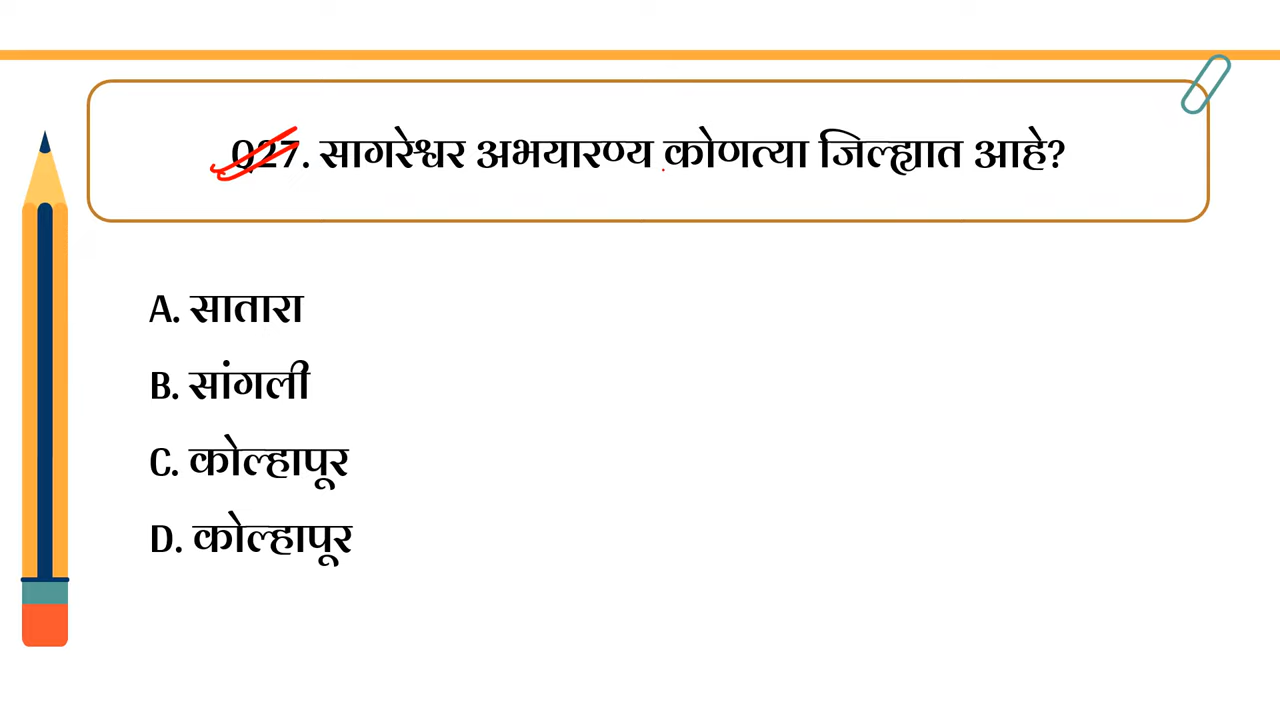 Q27. सागरेश्वर अभयारण्य कोणत्या जिल्ह्यात आहे?
A. सातारा
B. सांगली
C. कोल्हापूर
D. कोल्हापूर